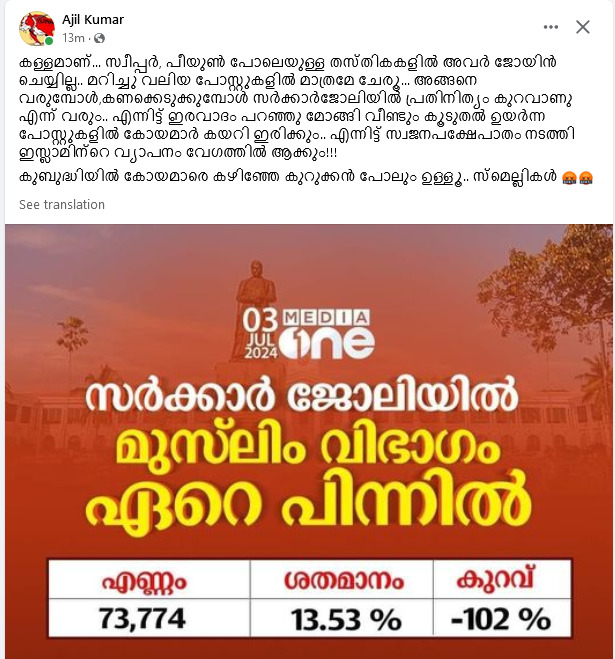 Ajil Kumar
13m ·
കള്ളമാണ്... സ്വീപ്പർ, പീയുൺ പോലെയുള്ള തസ്തികകളിൽ അവർ ജോയിൻ
ചെയ്യില്ല.. മറിച്ചു വലിയ പോസ്റ്റുകളിൽ മാത്രമേ ചേരൂ... അങ്ങനെ
വരുമ്പോൾ,കണക്കെടുക്കുമ്പോൾ സർക്കാർജോലിയിൽ പ്രതിനിത്യം കുറവാണു
എന്ന് വരും.. എന്നിട്ട് ഇരവാദം പറഞ്ഞു മോങ്ങി വീണ്ടും കൂടുതൽ ഉയർന്ന
പോസ്റ്റുകളിൽ കോയമാർ കയറി ഇരിക്കും.. എന്നിട്ട് സ്വജനപക്ഷേപാതം നടത്തി
ഇസ്ലാമിന്റെ വ്യാപനം വേഗത്തിൽ ആക്കും!!!
കുബുദ്ധിയിൽ കോയമാരെ കഴിഞ്ഞേ കുറുക്കൻ പോലും ഉള്ളൂ.. സ്മെല്ലികൾ 🤬🤬
See translation
03
JUL
2024
MEDIA
one
സർക്കാർ ജോലിയിൽ
മുസ്‌ലിം വിഭാഗം
ഏറെ പിന്നിൽ
എണ്ണം ശതമാനം കുറവ്
73,774 13.53 % -102 %